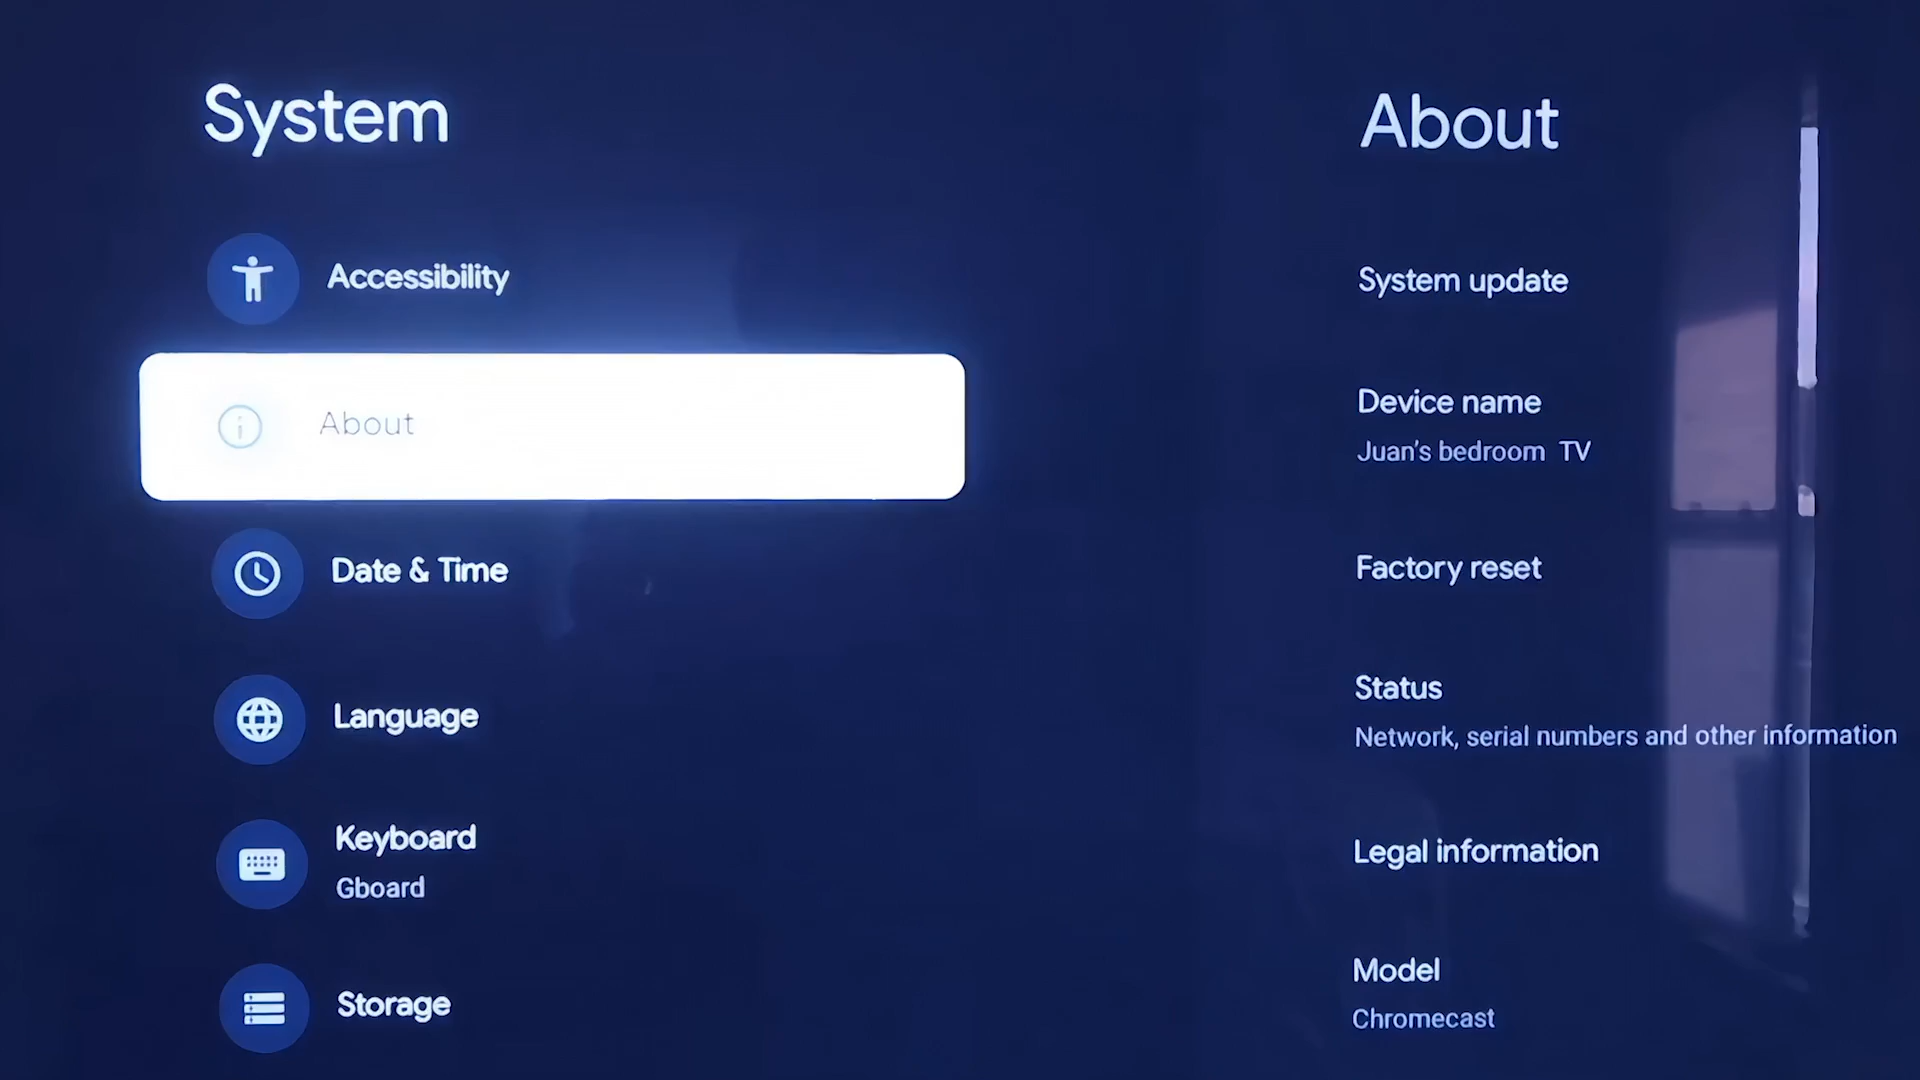 System
Accessibility
About
Date & Time
Language
Keyboard
Gboard
Storage
About
System update
Device name
Juan's bedroom TV
Factory reset
Status
Network, serial numbers and other information
Legal information
Model
Chromecast